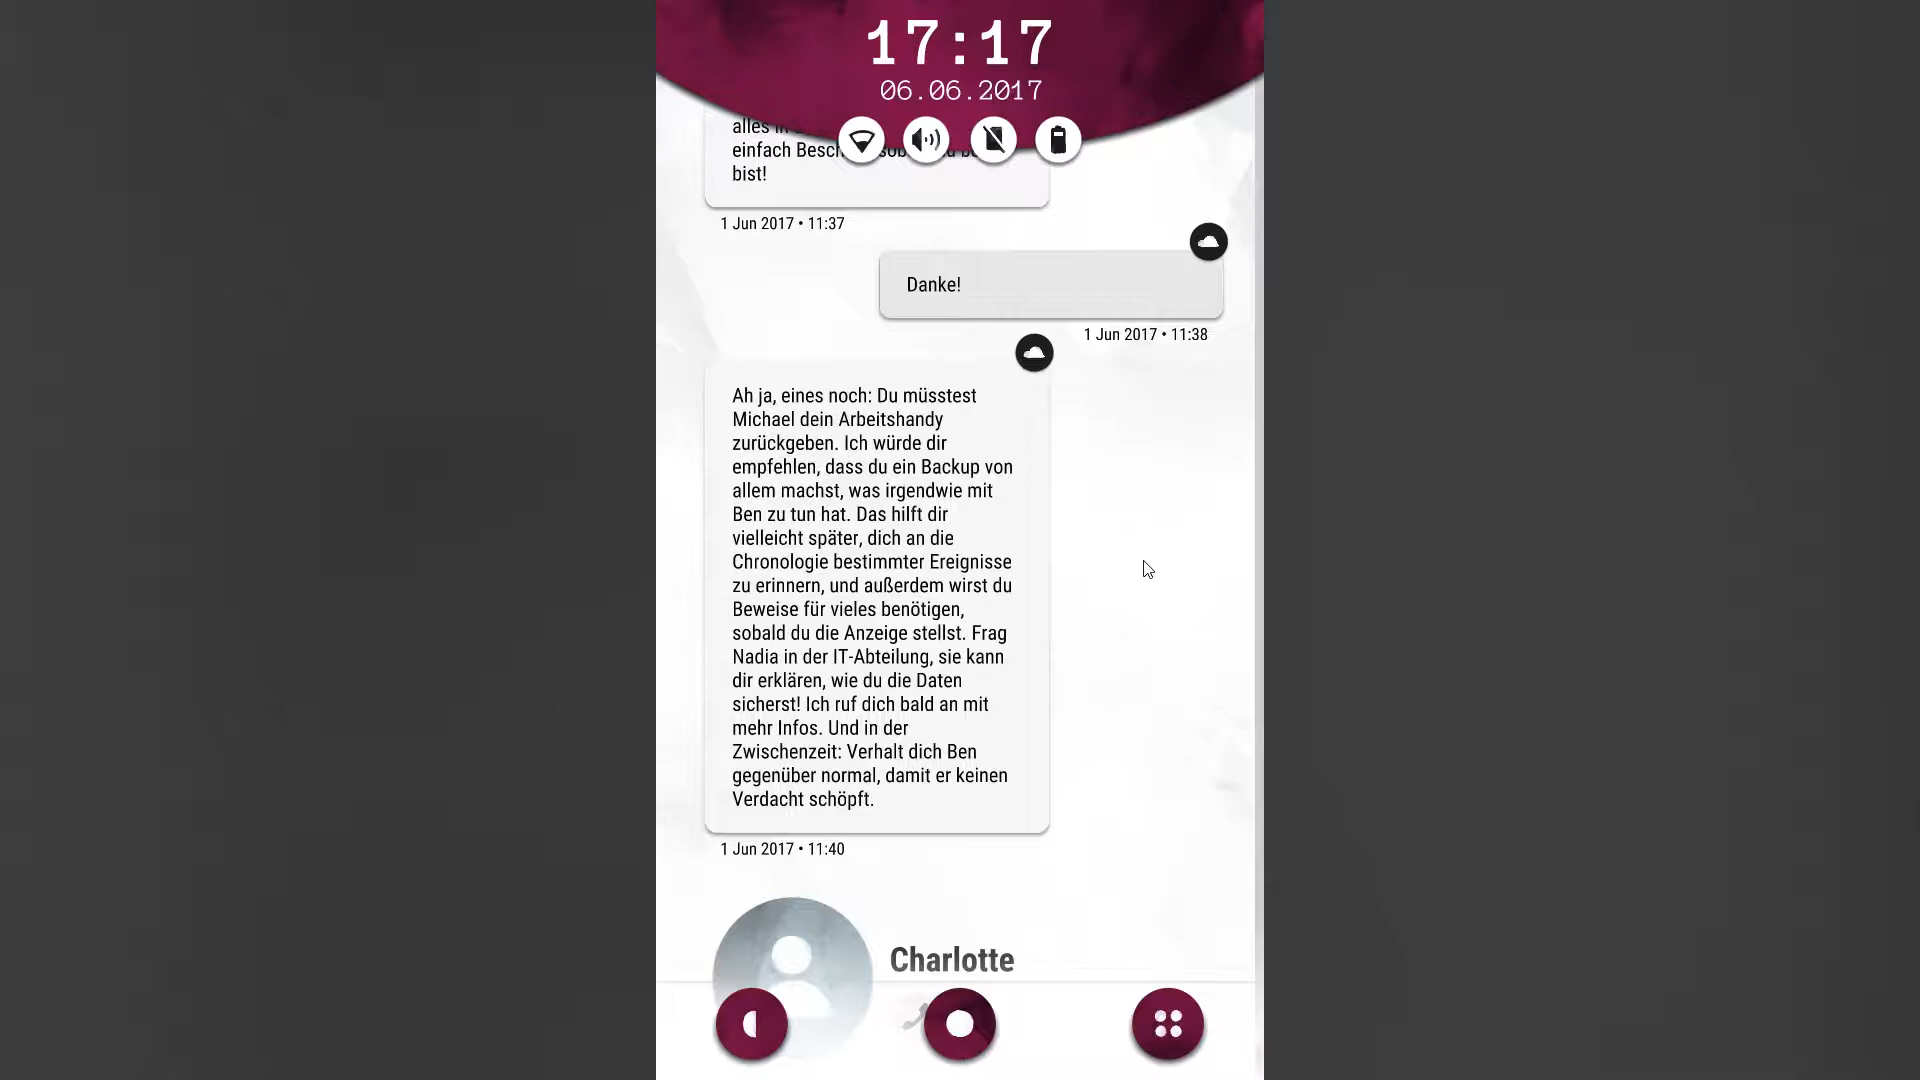 17:17
06.06.2017
alles
einfach
bist!
1 Jun 2017 • 11:37
Danke!
1 Jun 2017 • 11:38
Ah ja, eines noch: Du müsstest
Michael dein Arbeitshandy
zurückgeben. Ich würde dir
empfehlen, dass du ein Backup von
allem machst, was irgendwie mit
Ben zu tun hat. Das hilft dir
vielleicht später, dich an die
Chronologie bestimmter Ereignisse
zu erinnern, und außerdem wirst du
Beweise für vieles benötigen,
sobald du die Anzeige stellst. Frag
Nadia in der IT-Abteilung, sie kann
dir erklären, wie du die Daten
sicherst! Ich ruf dich bald an mit
mehr Infos. Und in der
Zwischenzeit: Verhalt dich Ben
gegenüber normal, damit er keinen
Verdacht schöpft.
1 Jun 2017 • 11:40
Charlotte